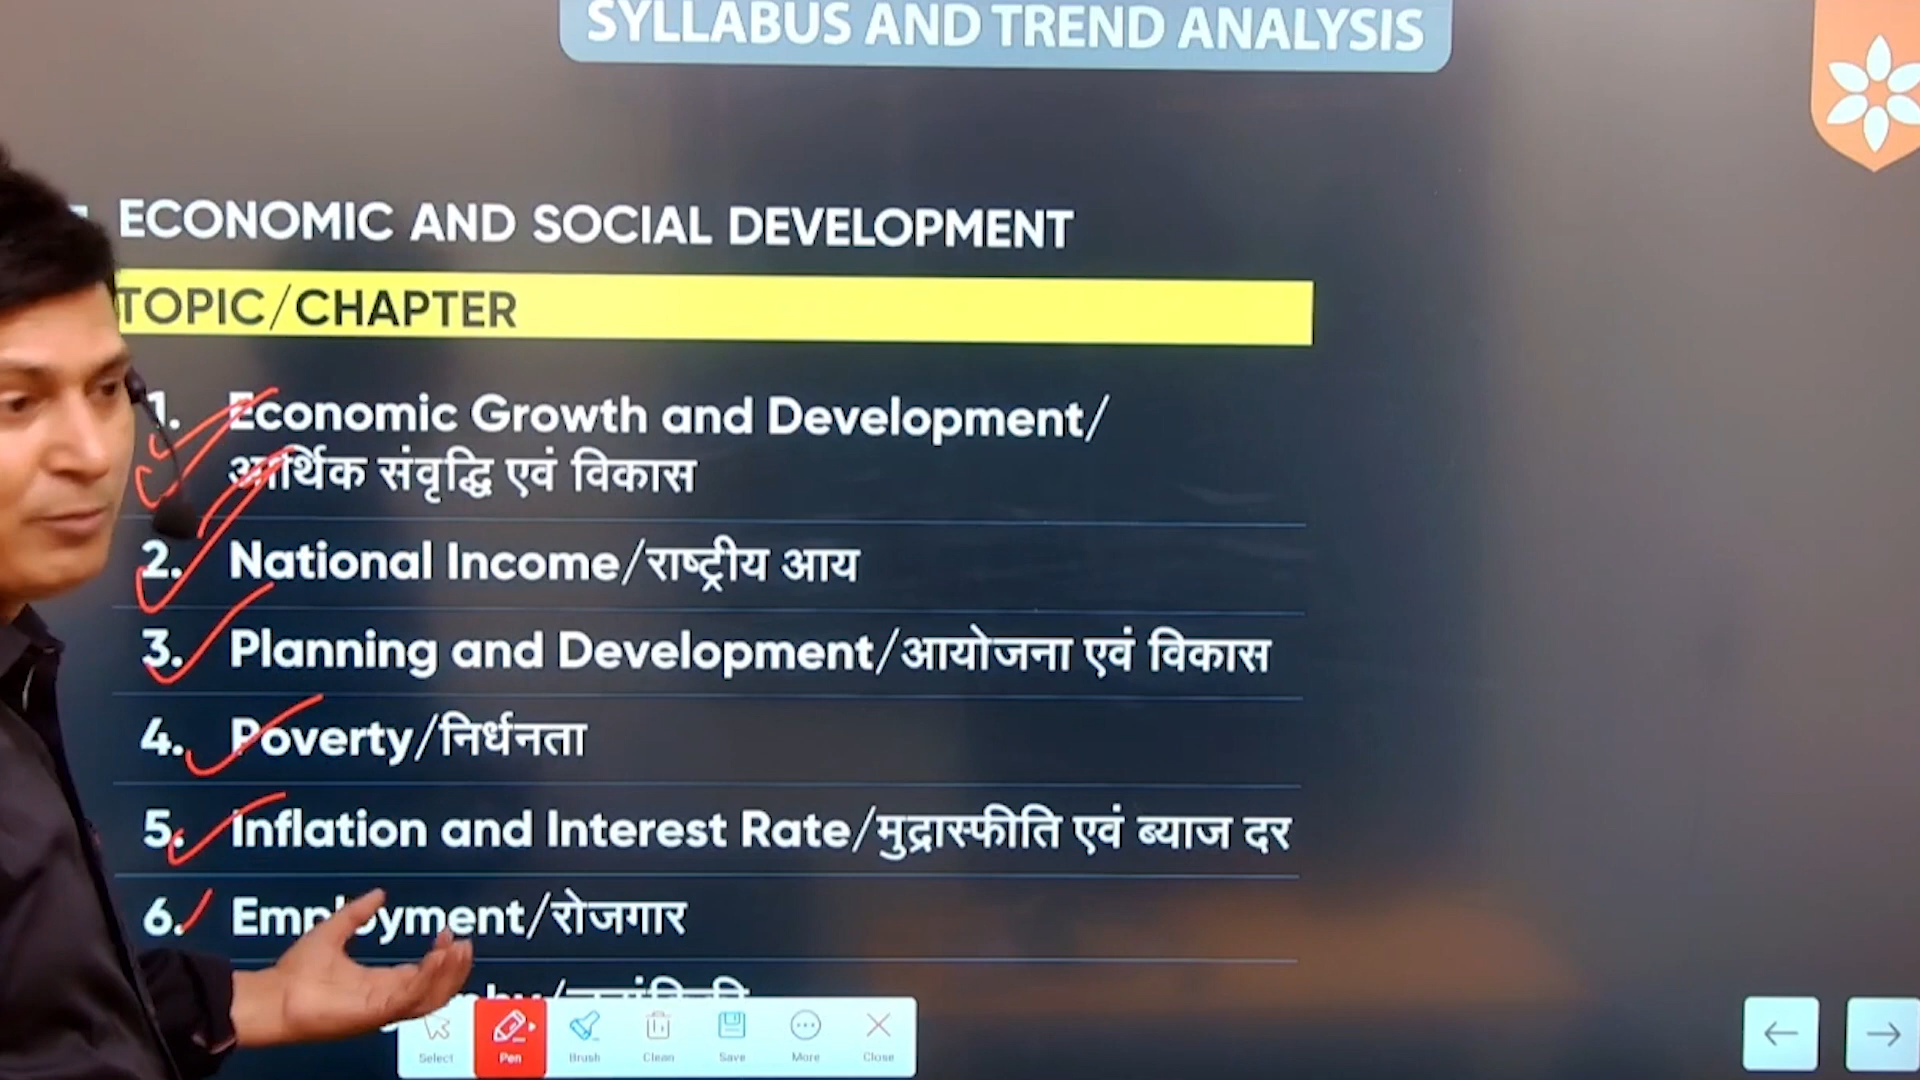 SYLLABUS AND TREND ANALYSIS
ECONOMIC AND SOCIAL DEVELOPMENT
TOPIC/CHAPTER
1. Economic Growth and Development/
आर्थिक संवृद्धि एवं विकास
2. National Income/राष्ट्रीय आय
3. Planning and Development/आयोजना एवं विकास
4. Poverty/निर्धनता
5. Inflation and Interest Rate/मुद्रास्फीति एवं ब्याज दर
6. Employment/रोजगार
Select Pen Brush Clean Save More Close